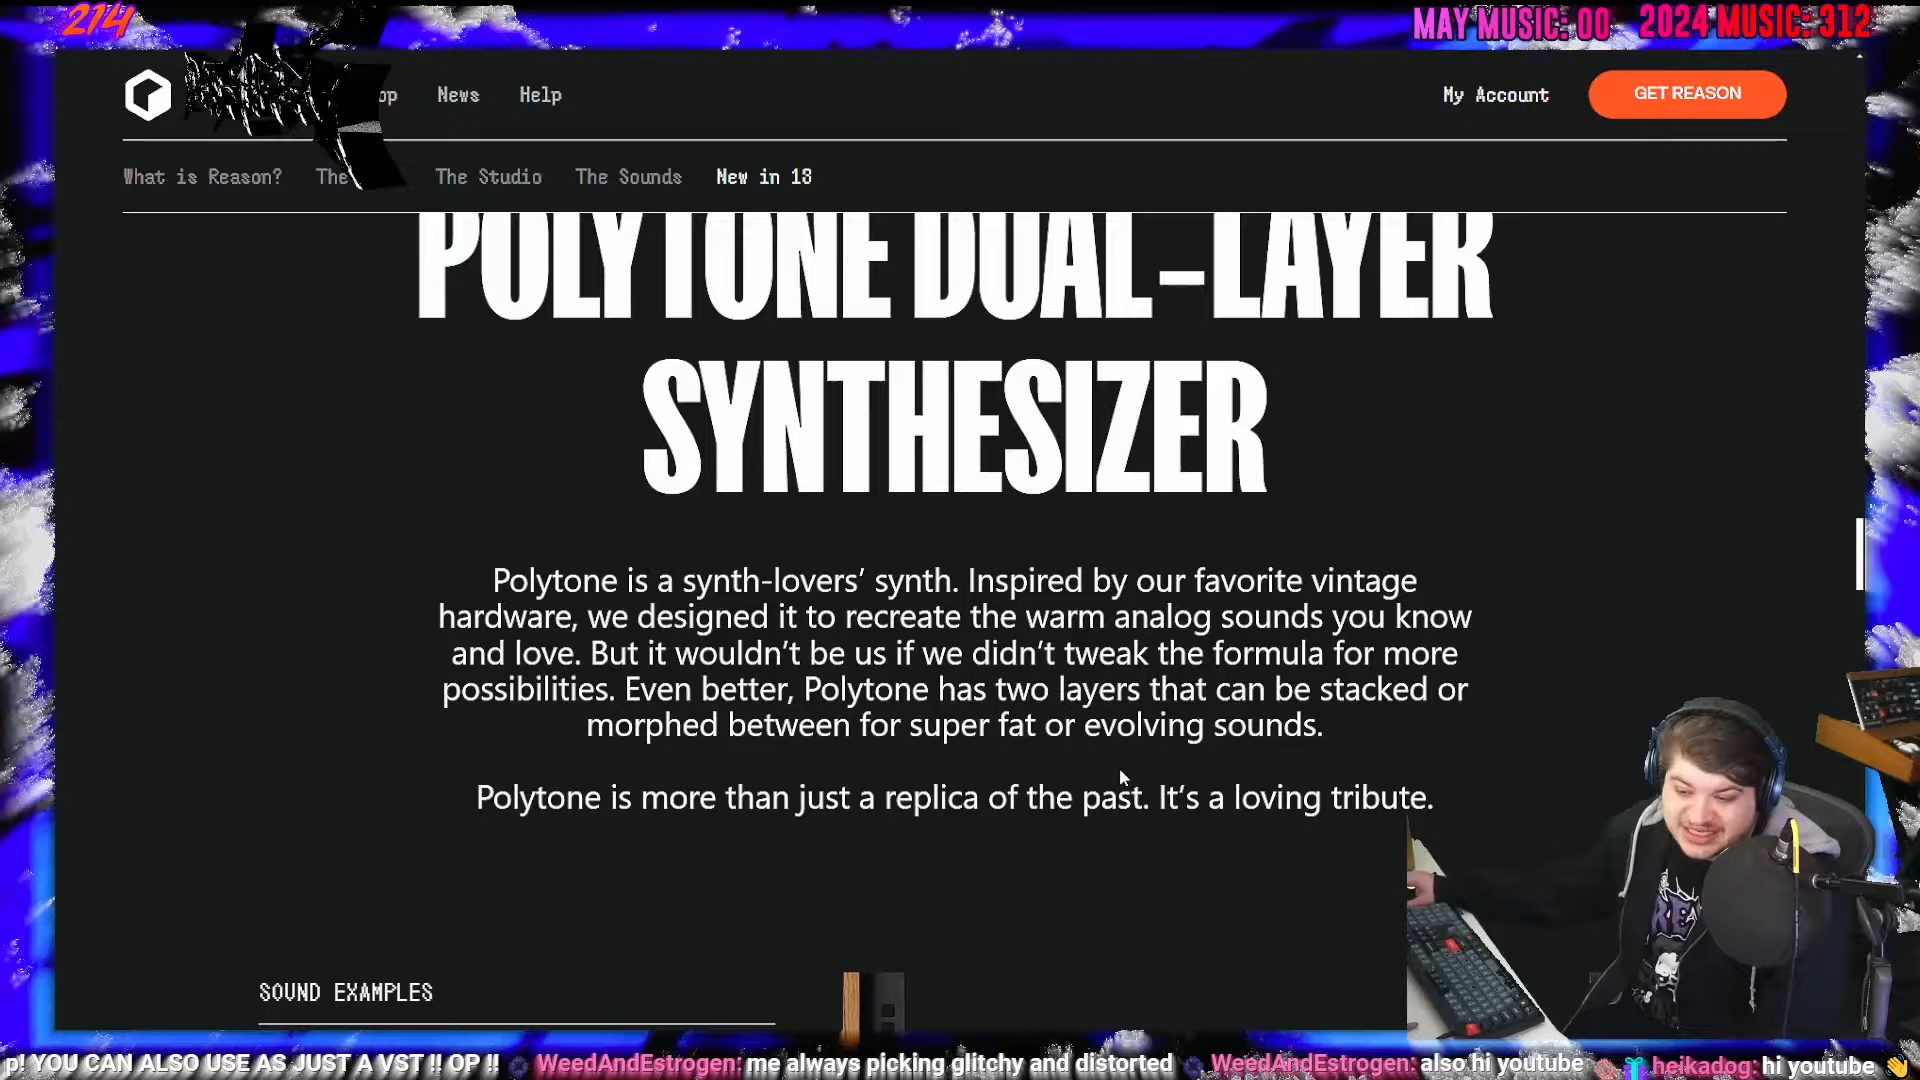 274
MAY MUSIC: 00 2024 MUSIC: 312
op News Help My Account GET REASON
What is Reason? The The Studio The Sounds New in 13
POLYTONE DUAL-LAYER
SYNTHESIZER
Polytone is a synth-lovers’ synth. Inspired by our favorite vintage
hardware, we designed it to recreate the warm analog sounds you know
and love. But it wouldn’t be us if we didn’t tweak the formula for more
possibilities. Even better, Polytone has two layers that can be stacked or
morphed between for super fat or evolving sounds.
Polytone is more than just a replica of the past. It’s a loving tribute.
SOUND EXAMPLES
p! YOU CAN ALSO USE AS JUST A VST !! OP !! WeedAndEstrogen: me always picking glitchy and distorted WeedAndEstrogen: also hi youtube heikadog: hi youtube 👋